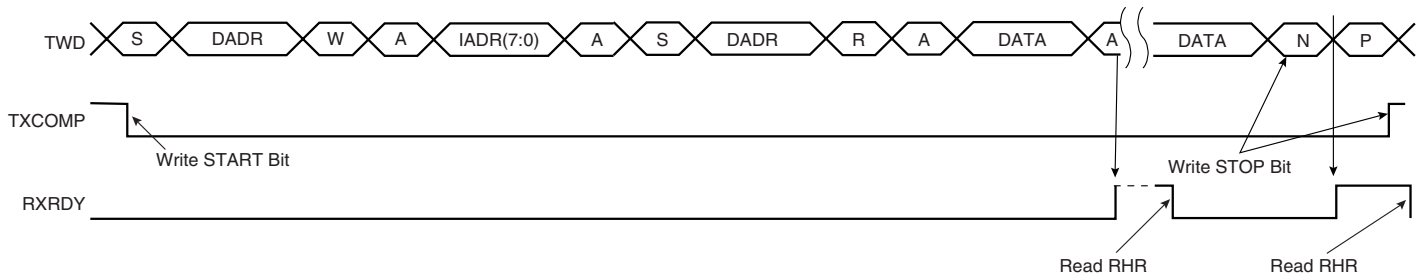 TWD S DADR W A IADR(7:0) A S DADR R A DATA A DATA N P
TXCOMP
Write START Bit
Write STOP Bit
RXRDY
Read RHR
Read RHR